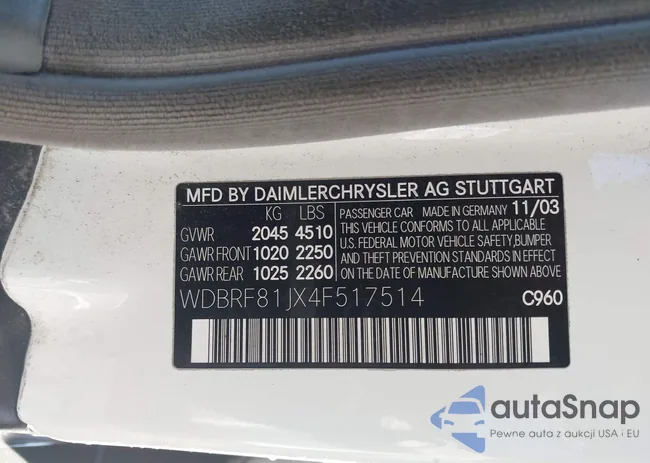 MFD BY DAIMLERCHRYSLER AG STUTTGART
KG LBS
GVWR 2045 4510
GAWR FRONT 1020 2250
GAWR REAR 1025 2260
PASSENGER CAR MADE IN GERMANY 11/03
THIS VEHICLE CONFORMS TO ALL APPLICABLE
U.S. FEDERAL MOTOR VEHICLE SAFETY,BUMPER
AND THEFT PREVENTION STANDARDS IN EFFECT
ON THE DATE OF MANUFACTURE SHOWN ABOVE.
WDBRF81JX4F517514 C960
autoSnap
Pewne auta z aukcji USA i EU